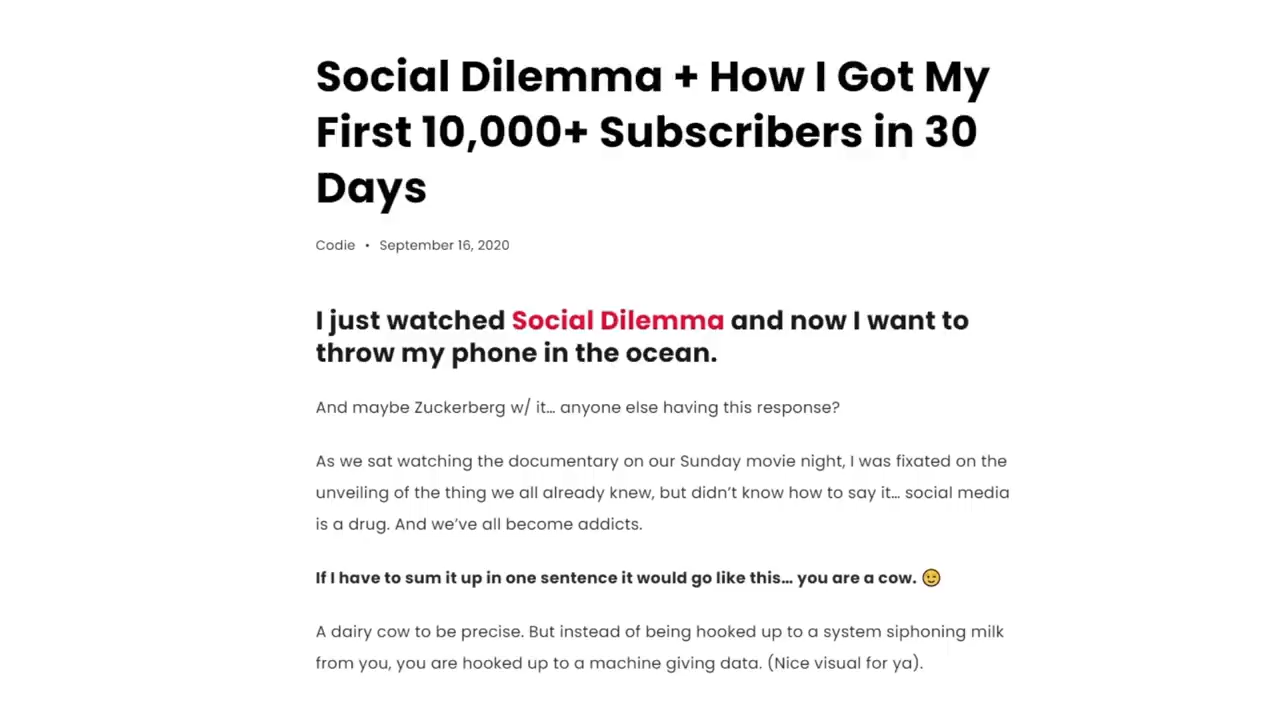 Social Dilemma + How I Got My
First 10,000+ Subscribers in 30
Days
Codie • September 16, 2020
I just watched Social Dilemma and now I want to
throw my phone in the ocean.
And maybe Zuckerberg w/ it… anyone else having this response?
As we sat watching the documentary on our Sunday movie night, I was fixated on the
unveiling of the thing we all already knew, but didn’t know how to say it… social media
is a drug. And we’ve all become addicts.
If I have to sum it up in one sentence it would go like this… you are a cow. 😉
A dairy cow to be precise. But instead of being hooked up to a system siphoning milk
from you, you are hooked up to a machine giving data. (Nice visual for ya).